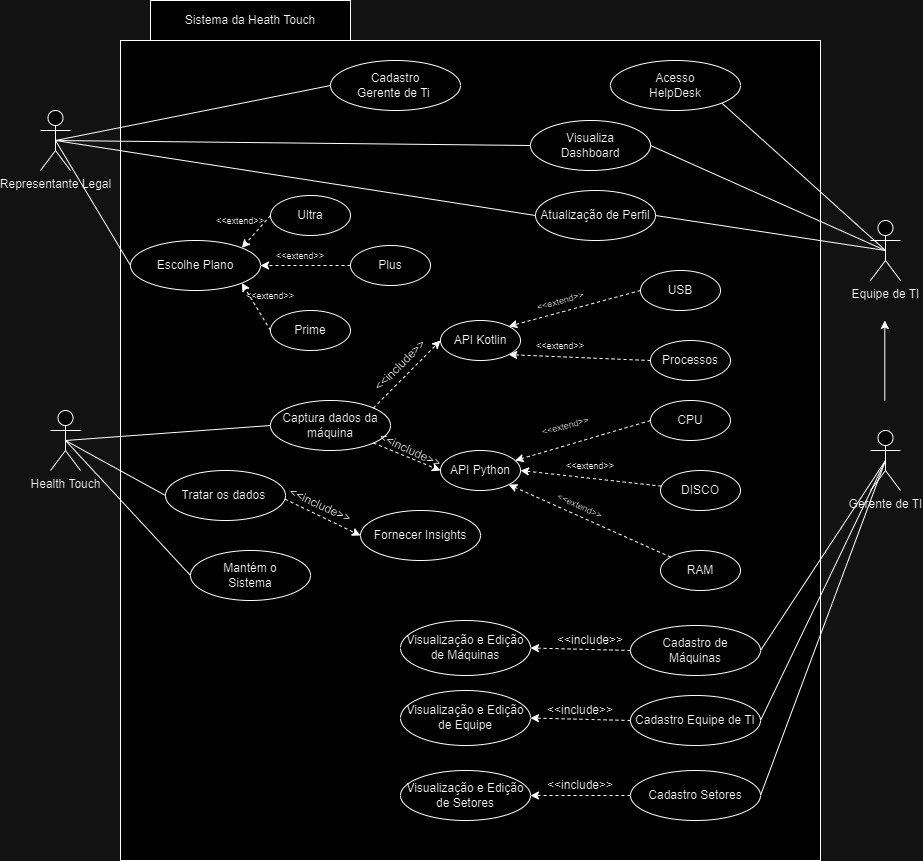 Sistema da Heath Touch
Cadastro
Gerente de Ti
Acesso
HelpDesk
Visualiza
Dashboard
Representante Legal
Atualização de Perfil
Ultra
<<extend>>
Escolhe Plano
<<extend>>
Plus
<<extend>>
Prime
Equipe de TI
USB
<<extend>>
API Kotlin
<<extend>>
Processos
<<include>>
Captura dados da
máquina
<<include>>
CPU
<<extend>>
API Python
<<extend>>
DISCO
<<extend>>
RAM
Health Touch
Tratar os dados
<<include>>
Fornecer Insights
Mantém o
Sistema
Gerente de TI
Visualização e Edição
de Máquinas
<<include>>
Cadastro de
Máquinas
Visualização e Edição
de Equipe
<<include>>
Cadastro Equipe de TI
Visualização e Edição
de Setores
<<include>>
Cadastro Setores